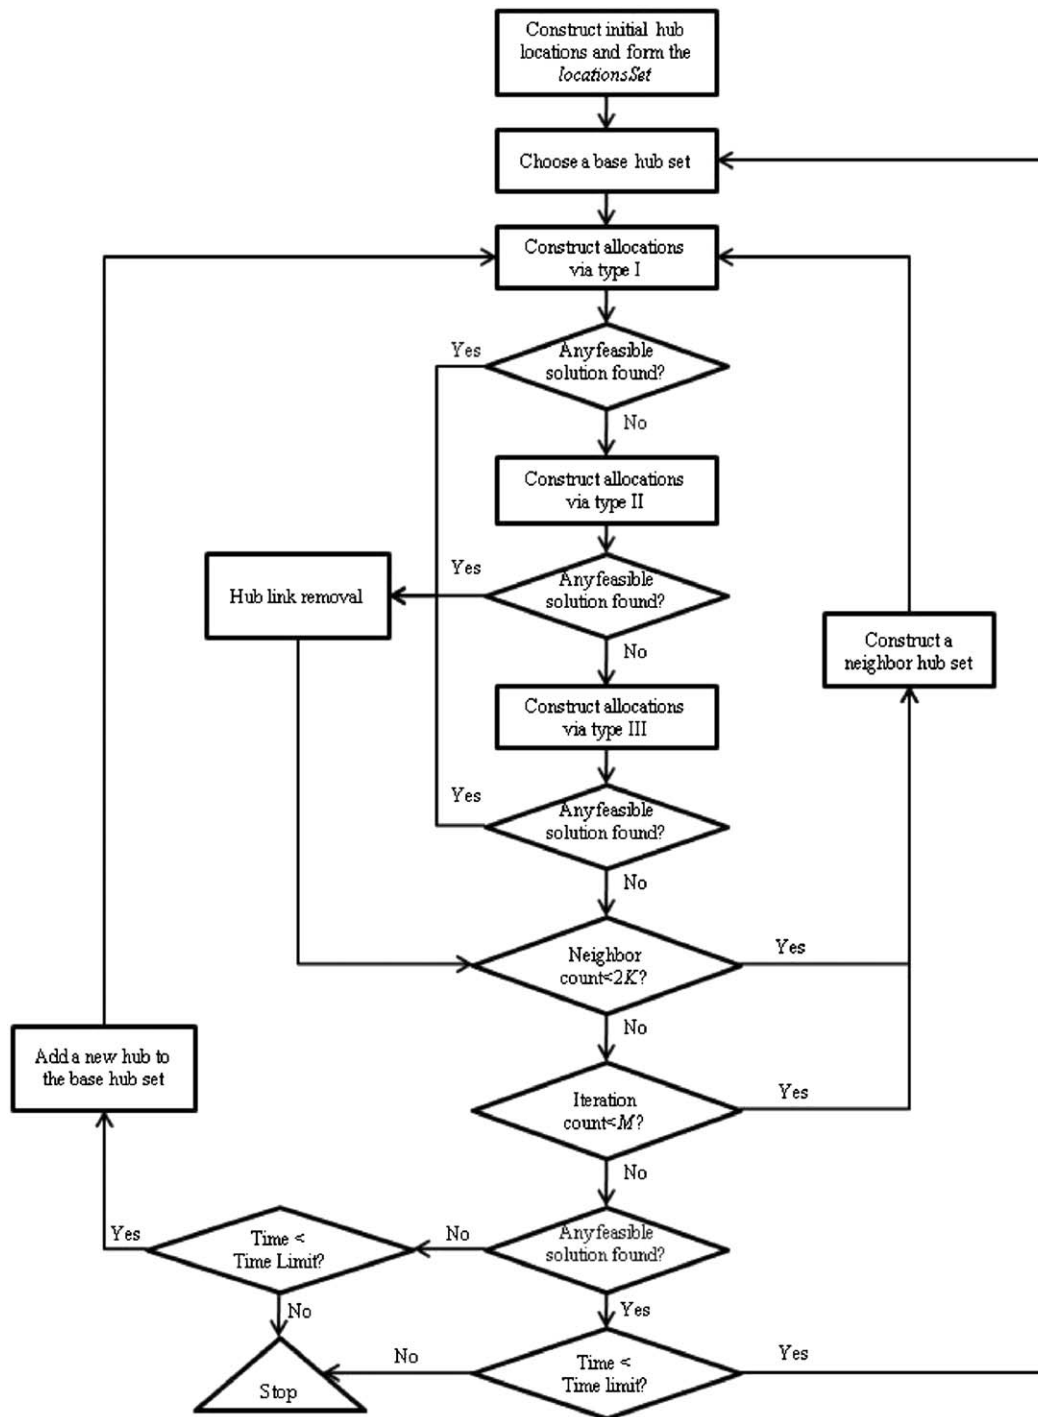 Construct initial hub
locations and form the
locationsSet
Choose a base hub set
Construct allocations
via type I
Yes
Any feasible
solution found?
No
Construct allocations
via type II
Hub link removal
Yes
Any feasible
solution found?
No
Construct a
neighbor hub set
Construct allocations
via type III
Yes
Any feasible
solution found?
No
Neighbor
count<2K?
Yes
No
Add a new hub to
the base hub set
Iteration
count<M?
Yes
No
Yes
Time <
Time Limit?
No
Any feasible
solution found?
No
Yes
Stop
No
Time <
Time limit?
Yes